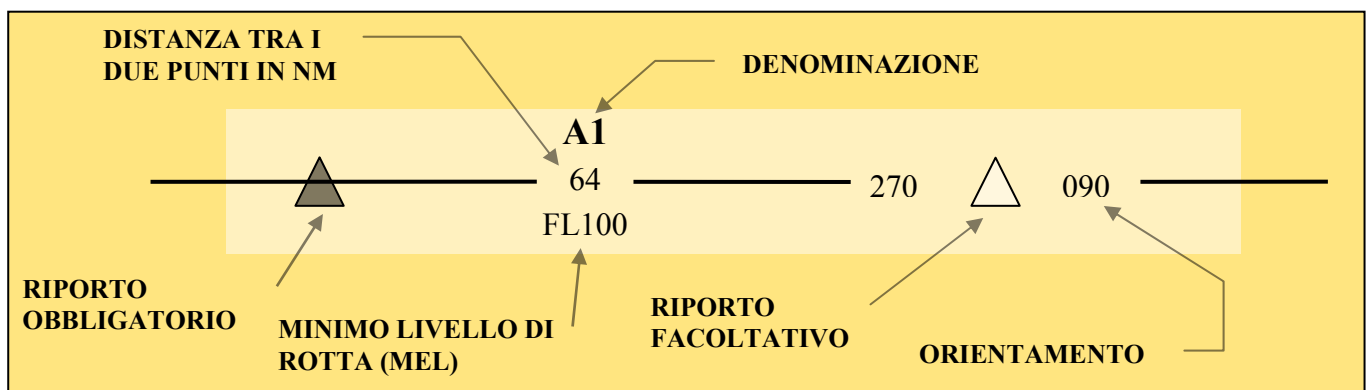 DISTANZA TRA I
DUE PUNTI IN NM
DENOMINAZIONE
A1
64
270
090
FL100
RIPORTO
OBBLIGATORIO
MINIMO LIVELLO DI
ROTTA (MEL)
RIPORTO
FACOLTATIVO
ORIENTAMENTO